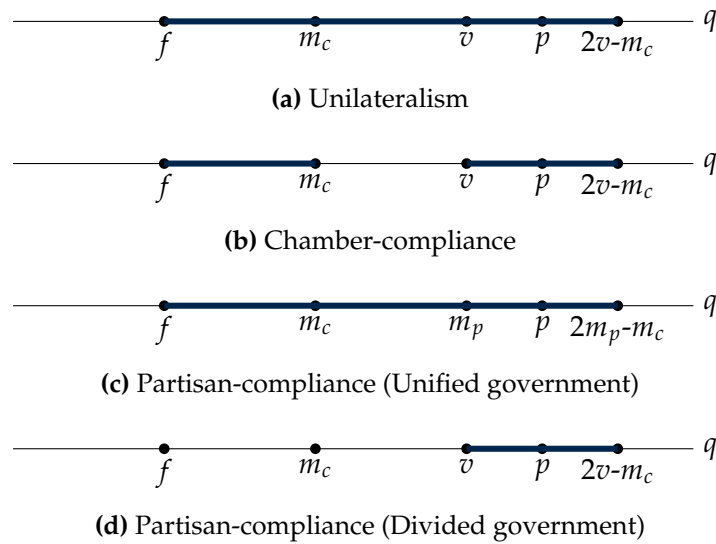 q
f m_c v p 2v-m_c
(a) Unilateralism
q
f m_c v p 2v-m_c
(b) Chamber-compliance
q
f m_c m_p p 2m_p-m_c
(c) Partisan-compliance (Unified government)
q
f m_c v p 2v-m_c
(d) Partisan-compliance (Divided government)